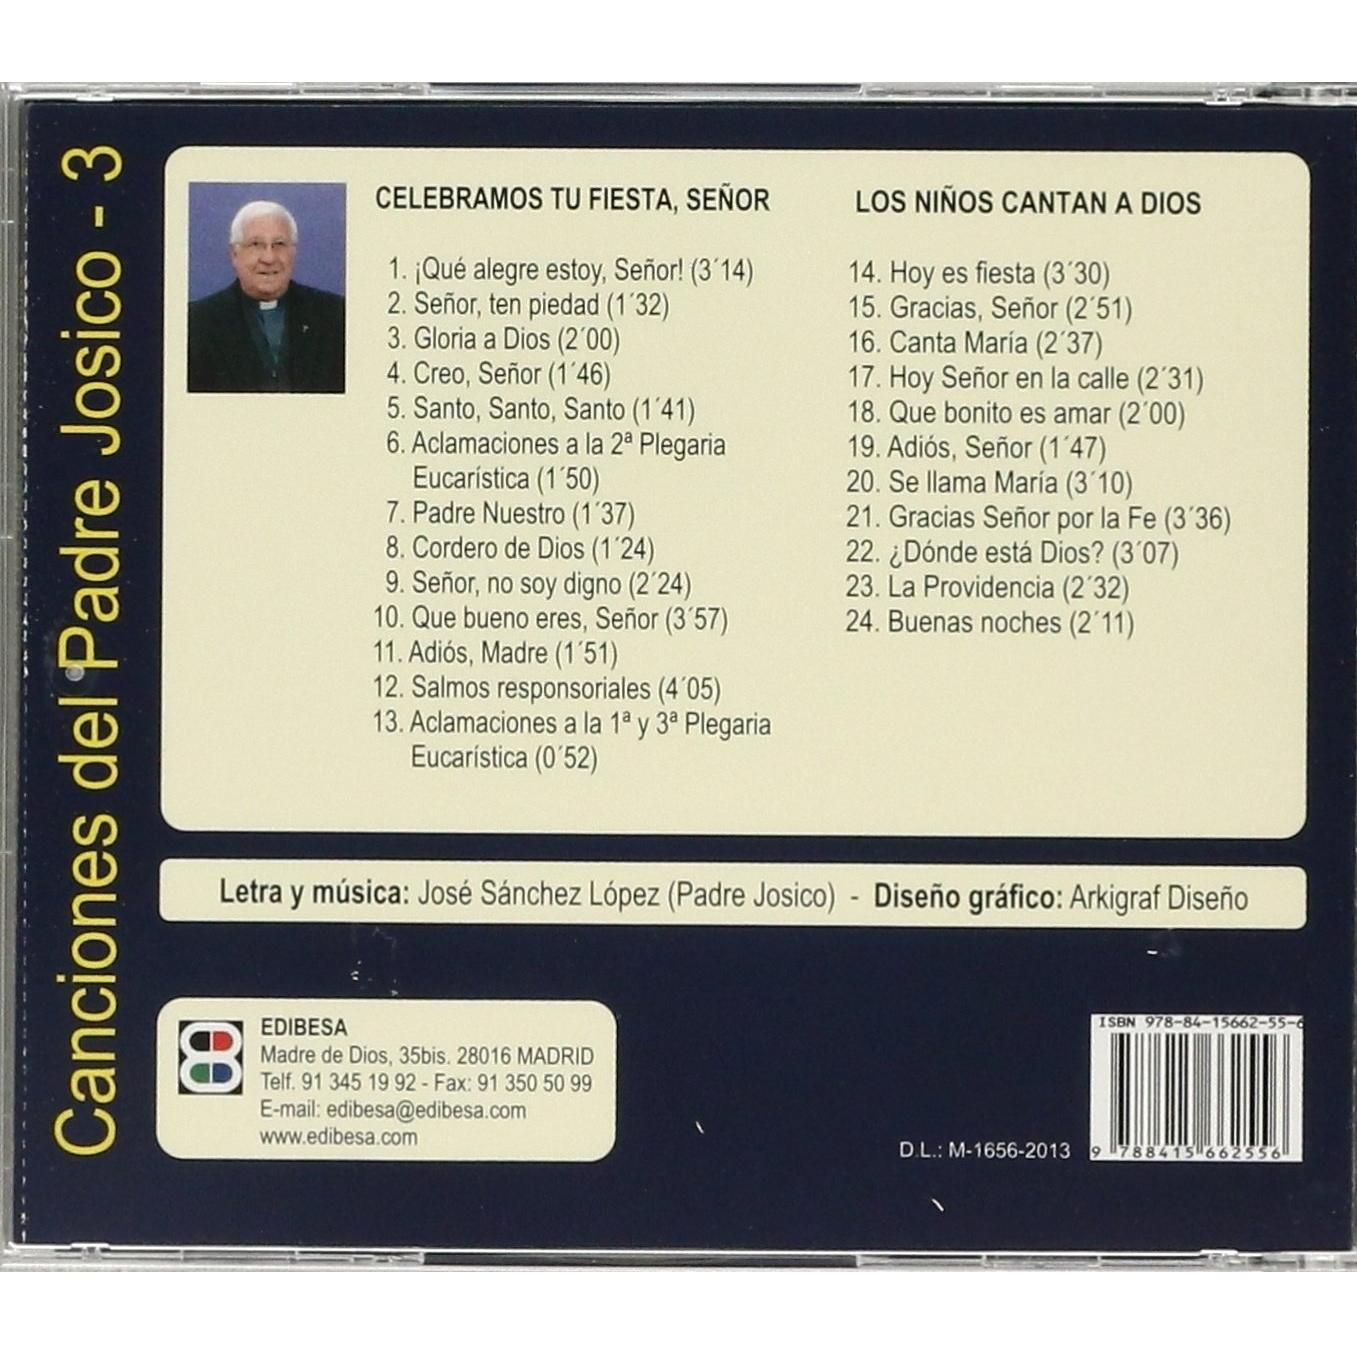 Canciones del Padre Josico - 3
CELEBRAMOS TU FIESTA, SEÑOR
1. ¡Qué alegre estoy, Señor! (3´14)
2. Señor, ten piedad (1´32)
3. Gloria a Dios (2´00)
4. Creo, Señor (1´46)
5. Santo, Santo, Santo (1´41)
6. Aclamaciones a la 2ª Plegaria
Eucarística (1´50)
7. Padre Nuestro (1´37)
8. Cordero de Dios (1´24)
9. Señor, no soy digno (2´24)
10. Que bueno eres, Señor (3´57)
11. Adiós, Madre (1´51)
12. Salmos responsoriales (4´05)
13. Aclamaciones a la 1ª y 3ª Plegaria
Eucarística (0´52)
LOS NIÑOS CANTAN A DIOS
14. Hoy es fiesta (3´30)
15. Gracias, Señor (2´51)
16. Canta María (2´37)
17. Hoy Señor en la calle (2´31)
18. Que bonito es amar (2´00)
19. Adiós, Señor (1´47)
20. Se llama María (3´10)
21. Gracias Señor por la Fe (3´36)
22. ¿Dónde está Dios? (3´07)
23. La Providencia (2´32)
24. Buenas noches (2´11)
Letra y música: José Sánchez López (Padre Josico) - Diseño gráfico: Arkigraf Diseño
EDIBESA
Madre de Dios, 35bis. 28016 MADRID
Telf. 91 345 19 92 - Fax: 91 350 50 99
E-mail: edibesa@edibesa.com
www.edibesa.com
D.L.: M-1656-2013
ISBN 978-84-15662-55-6
9 788415 662556